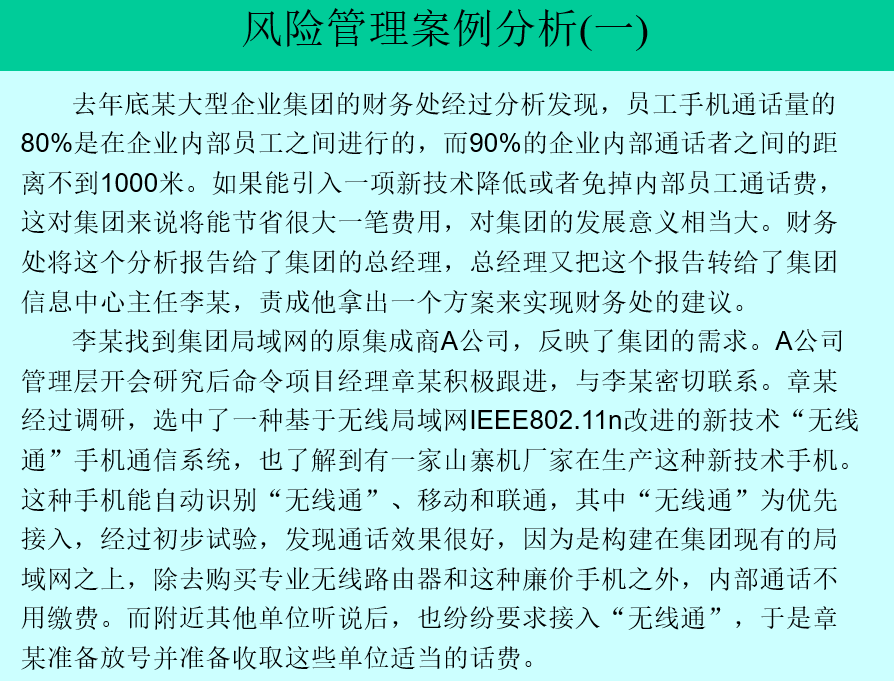 风险管理案例分析(一)
去年底某大型企业集团的财务处经过分析发现，员工手机通话量的
80%是在企业内部员工之间进行的，而90%的企业内部通话者之间的距
离不到1000米。如果能引入一项新技术降低或者免掉内部员工通话费，
这对集团来说将能节省很大一笔费用，对集团的发展意义相当大。财务
处将这个分析报告给了集团的总经理，总经理又把这个报告转给了集团
信息中心主任李某，责成他拿出一个方案来实现财务处的建议。
李某找到集团局域网的原集成商A公司，反映了集团的需求。A公司
管理层开会研究后命令项目经理章某积极跟进，与李某密切联系。章某
经过调研，选中了一种基于无线局域网IEEE802.11n改进的新技术“无线
通”手机通信系统，也了解到有一家山寨机厂家在生产这种新技术手机。
这种手机能自动识别“无线通”、移动和联通，其中“无线通”为优先
接入，经过初步试验，发现通话效果很好，因为是构建在集团现有的局
域网之上，除去购买专业无线路由器和这种廉价手机之外，内部通话不
用缴费。而附近其他单位听说后，也纷纷要求接入“无线通”，于是章
某准备放号并准备收取这些单位适当的话费。